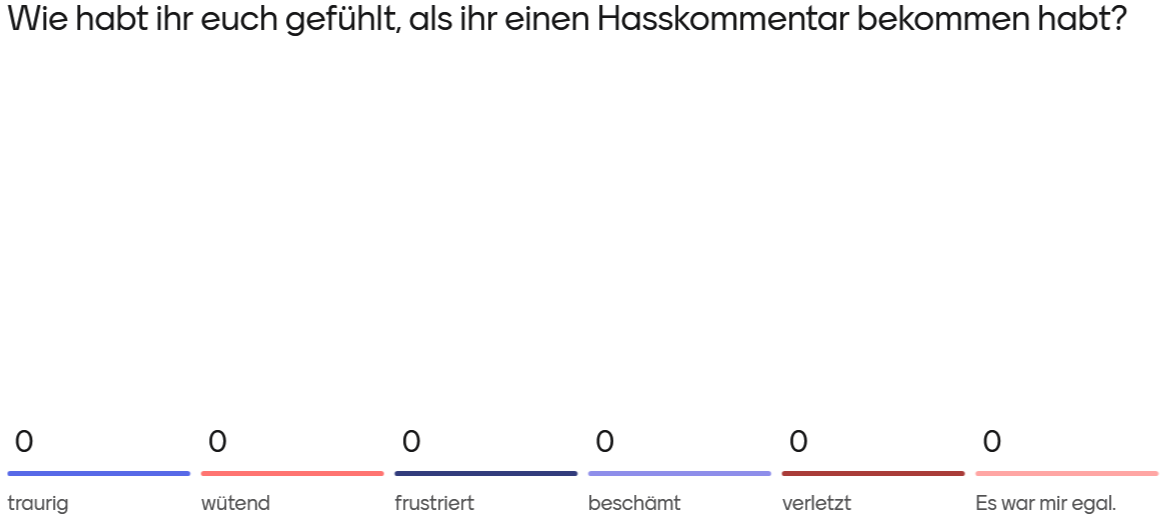 Wie habt ihr euch gefühlt, als ihr einen Hasskommentar bekommen habt?
0 0 0 0 0 0
traurig wütend frustriert beschämt verletzt Es war mir egal.